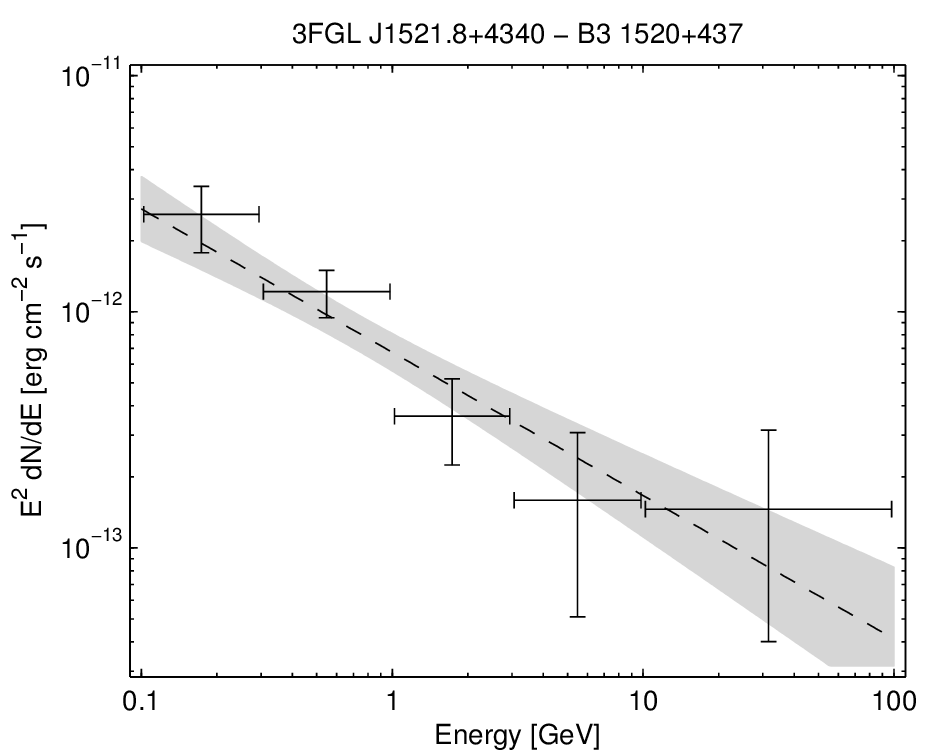 3FGL J1521.8+4340 − B3 1520+437
10⁻¹¹
10⁻¹²
10⁻¹³
E² dN/dE [erg cm⁻² s⁻¹]
0.1 1 10 100
Energy [GeV]